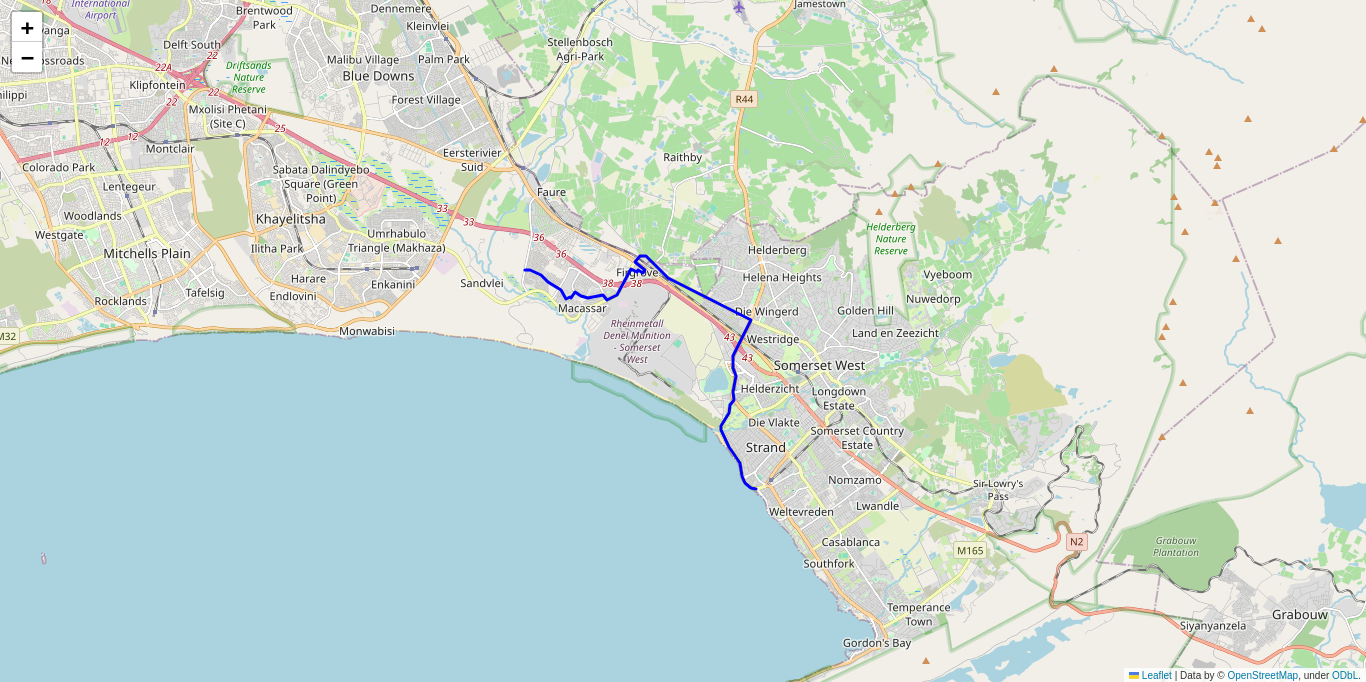 International
Airport
Brentwood
Park
Dennemere
Kleinvlei
Jamestown
+
−
Delft South
22
Stellenbosch
Agri-Park
Malibu Village
Palm Park
Blue Downs
22A
Driftsands
Nature
Reserve
Klipfontein
22
22
Forest Village
R44
Mxolisi Phetani
(Site C)
25
12
12
Montclair
Eersterivier
Suid
Raithby
Colorado Park
Sabata Dalindyebo
Square (Green
Point)
Lentegeur
Faure
Woodlands
Khayelitsha
33
33
Westgate
Umrhabulo
Triangle (Makhaza)
36
Helderberg
Nature
Reserve
Mitchells Plain
Ilitha Park
36
Helderberg
Harare
Enkanini
Sandvlei
38
38
Firgrove
Helena Heights
Vyeboom
Tafelsig
Endlovini
Nuwedorp
Rocklands
Macassar
Die Wingerd
Golden Hill
M32
Monwabisi
Rheinmetall
Denel Munition
- Somerset
West
43
Westridge
Land en Zeezicht
43
Somerset West
Helderzicht
Longdown
Estate
Die Vlakte
Somerset Country
Estate
Strand
Nomzamo
Sir Lowry's
Pass
Weltevreden
Lwandle
Casablanca
N2
M165
Grabouw
Plantation
Southfork
Temperance
Town
Siyanyanzela
Grabouw
Gordon's Bay
Leaflet | Data by © OpenStreetMap, under ODbL.